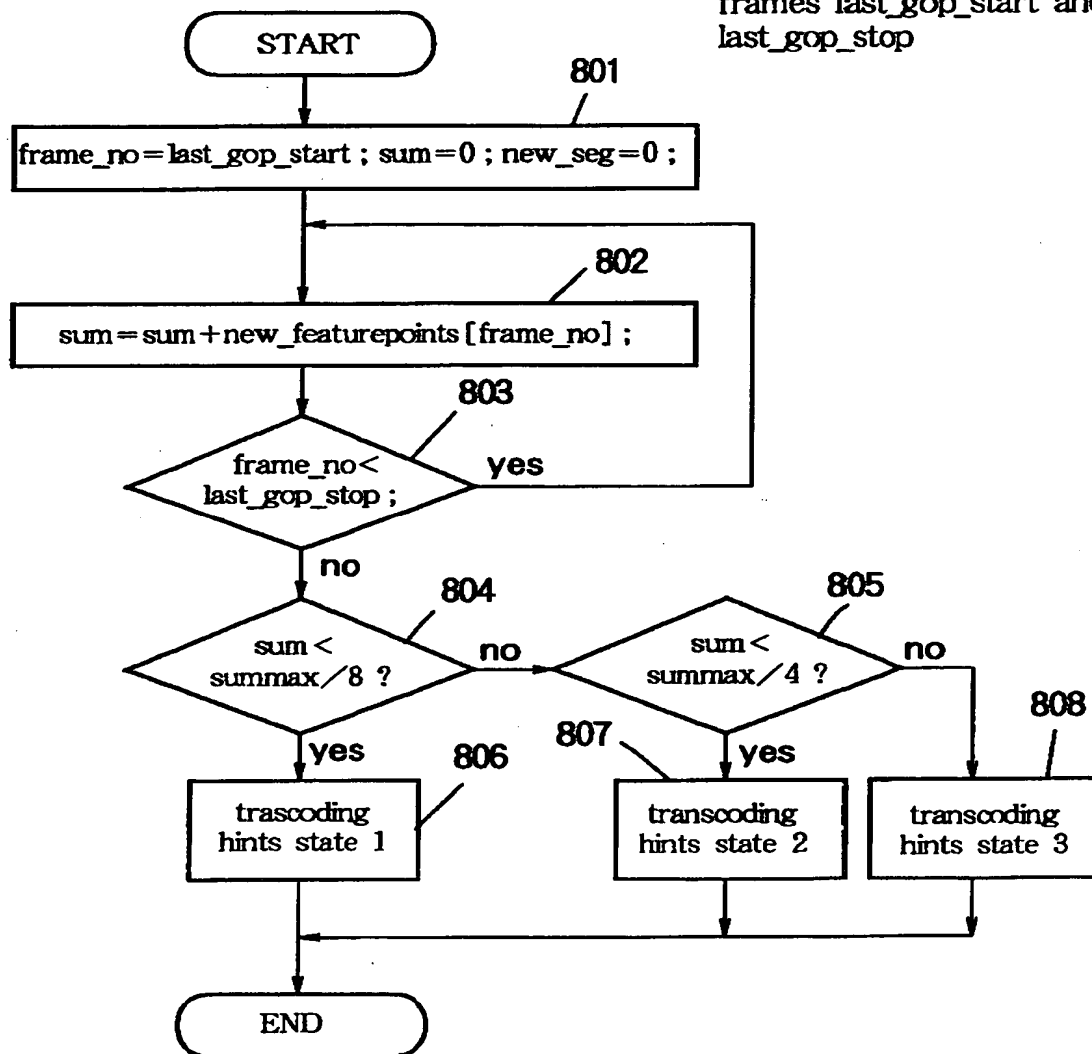 frames last_gop_start and
last_gop_stop
START
801
frame_no=last_gop_start ; sum=0 ; new_seg=0 ;
802
sum=sum+new_featurepoints[frame_no] ;
803
frame_no<
last_gop_stop ;
yes
no
804
sum<
summax/8 ?
no
805
sum<
summax/4 ?
no
yes
806
trascoding
hints state 1
807
yes
transcoding
hints state 2
808
transcoding
hints state 3
END